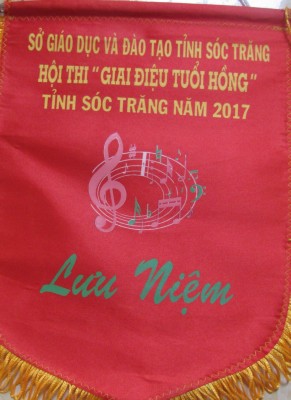 SỞ GIÁO DỤC VÀ ĐÀO TẠO TỈNH SÓC TRĂNG
HỘI THI "GIAI ĐIỆU TUỔI HỒNG"
TỈNH SÓC TRĂNG NĂM 2017
Lưu Niệm